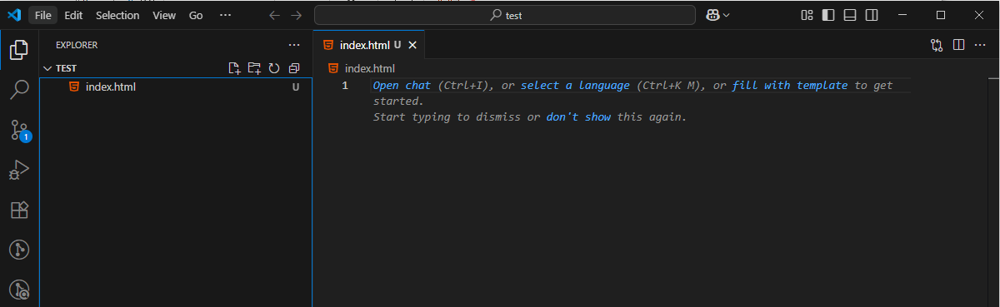 File Edit Selection View Go ··· test
EXPLORER ···
index.html U
TEST
index.html U
index.html
1
1 Open chat (Ctrl+I), or select a language (Ctrl+K M), or fill with template to get
started.
Start typing to dismiss or don't show this again.